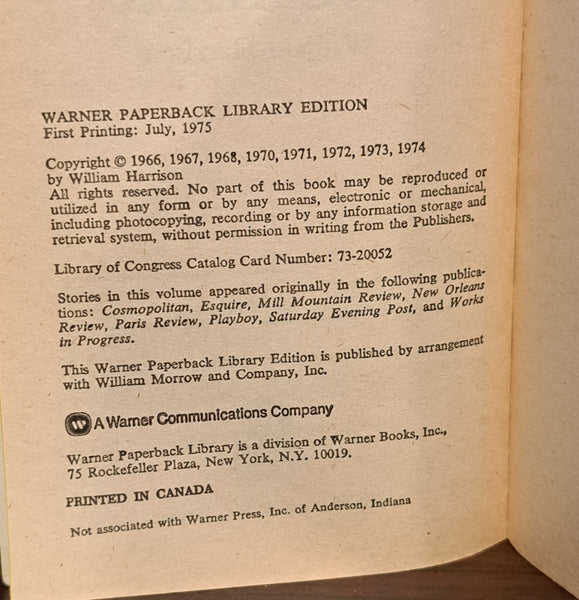 WARNER PAPERBACK LIBRARY EDITION
First Printing: July, 1975
Copyright © 1966, 1967, 1968, 1970, 1971, 1972, 1973, 1974
by William Harrison
All rights reserved. No part of this book may be reproduced or
utilized in any form or by any means, electronic or mechanical,
including photocopying, recording or by any information storage and
retrieval system, without permission in writing from the Publishers.
Library of Congress Catalog Card Number: 73-20052
Stories in this volume appeared originally in the following publica-
tions: Cosmopolitan, Esquire, Mill Mountain Review, New Orleans
Review, Paris Review, Playboy, Saturday Evening Post, and Works
in Progress.
This Warner Paperback Library Edition is published by arrangement
with William Morrow and Company, Inc.
W A Warner Communications Company
Warner Paperback Library is a division of Warner Books, Inc.,
75 Rockefeller Plaza, New York, N.Y. 10019.
PRINTED IN CANADA
Not associated with Warner Press, Inc. of Anderson, Indiana